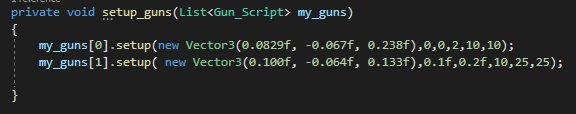 private void setup_guns(List<Gun_Script> my_guns)
{
my_guns[0].setup(new Vector3(0.0829f, -0.067f, 0.238f),0,0,2,10,10);
my_guns[1].setup( new Vector3(0.100f, -0.064f, 0.133f),0.1f,0.2f,10,25,25);
}